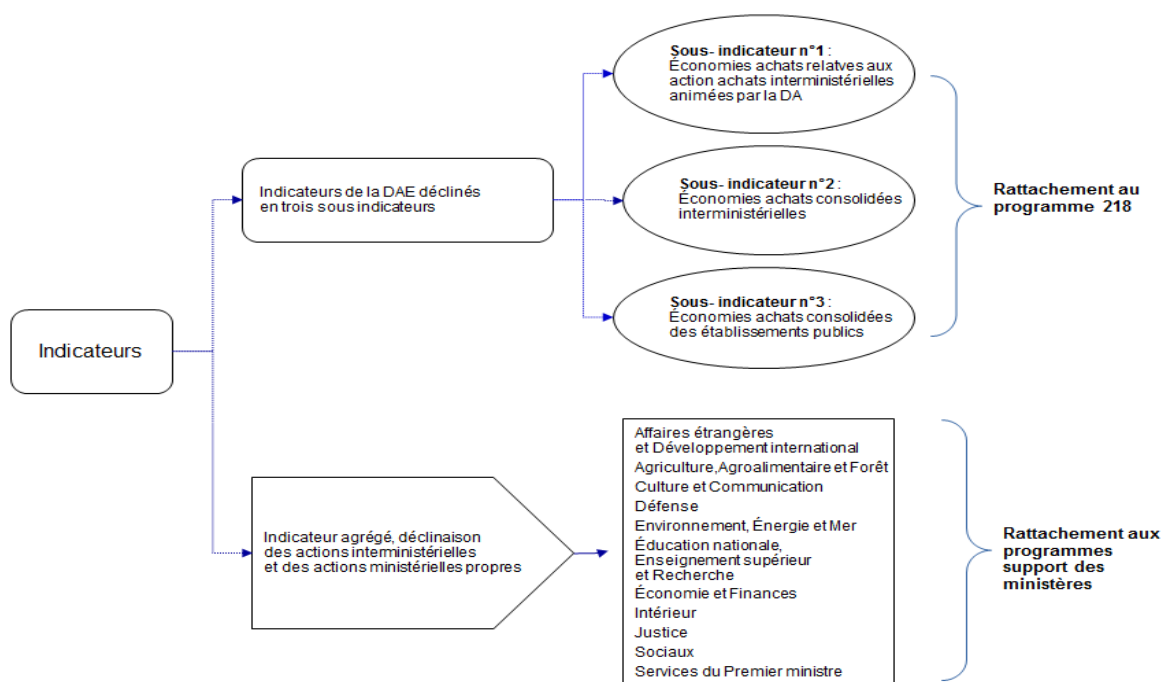 Sous- indicateur n°1 :
Économies achats relatves aux
action achats interministérielles
animées par la DA
Indicateurs de la DAE déclinés
en trois sous indicateurs
Sous- indicateur n°2 :
Économies achats consolidées
interministérielles
Rattachement au
programme 218
Sous- indicateur n°3 :
Économies achats consolidées
des établissements publics
Indicateurs
Indicateur agrégé, déclinaison
des actions interministérielles
et des actions ministérielles propres
Affaires étrangères
et Développement international
Agriculture, Agroalimentaire et Forêt
Culture et Communication
Défense
Environnement, Énergie et Mer
Éducation nationale,
Enseignement supérieur
et Recherche
Économie et Finances
Intérieur
Justice
Sociaux
Services du Premier ministre
Rattachement aux
programmes
support des
ministères